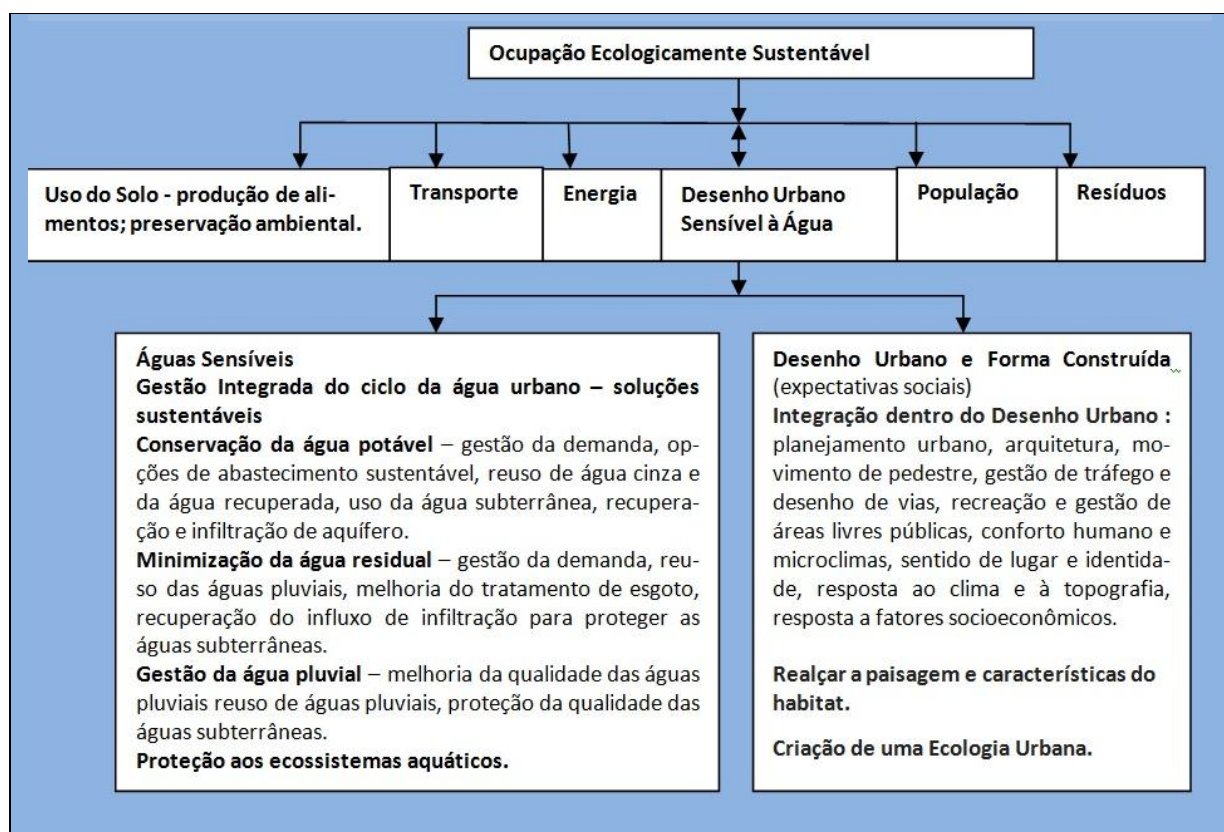 Ocupação Ecologicamente Sustentável
Uso do Solo - produção de ali-
mentos; preservação ambiental.
Transporte
Energia
Desenho Urbano
Sensível à Água
População
Resíduos
Águas Sensíveis
Gestão Integrada do ciclo da água urbano – soluções
sustentáveis
Conservação da água potável – gestão da demanda, op-
ções de abastecimento sustentável, reuso de água cinza e
da água recuperada, uso da água subterrânea, recupera-
ção e infiltração de aquífero.
Minimização da água residual – gestão da demanda, reu-
so das águas pluviais, melhoria do tratamento de esgoto,
recuperação do influxo de infiltração para proteger as
águas subterrâneas.
Gestão da água pluvial – melhoria da qualidade das águas
pluviais reuso de águas pluviais, proteção da qualidade das
águas subterrâneas.
Proteção aos ecossistemas aquáticos.
Desenho Urbano e Forma Construída
(expectativas sociais)
Integração dentro do Desenho Urbano :
planejamento urbano, arquitetura, mo-
vimento de pedestre, gestão de tráfego e
desenho de vias, recreação e gestão de
áreas livres públicas, conforto humano e
microclimas, sentido de lugar e identida-
de, resposta ao clima e à topografia,
resposta a fatores socioeconômicos.
Realçar a paisagem e características do
habitat.
Criação de uma Ecologia Urbana.